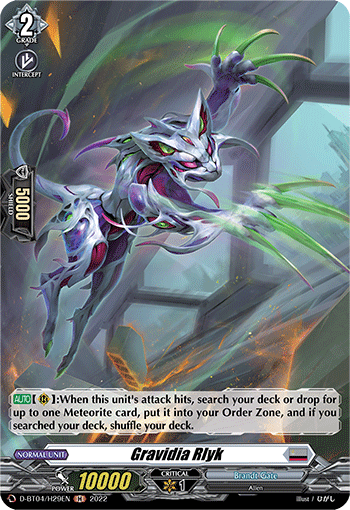 2
GRADE
INTERCEPT
5000
SHIELD
AUTO【 】:When this unit's attack hits, search your deck or drop for
up to one Meteorite card, put it into your Order Zone, and if you
searched your deck, shuffle your deck.
NORMAL UNIT
Gravidia Rlyk
POWER 10000
CRITICAL
1
Brandt Gate
Alien
D-BT04/H29EN H 2022
Illust / ひがし